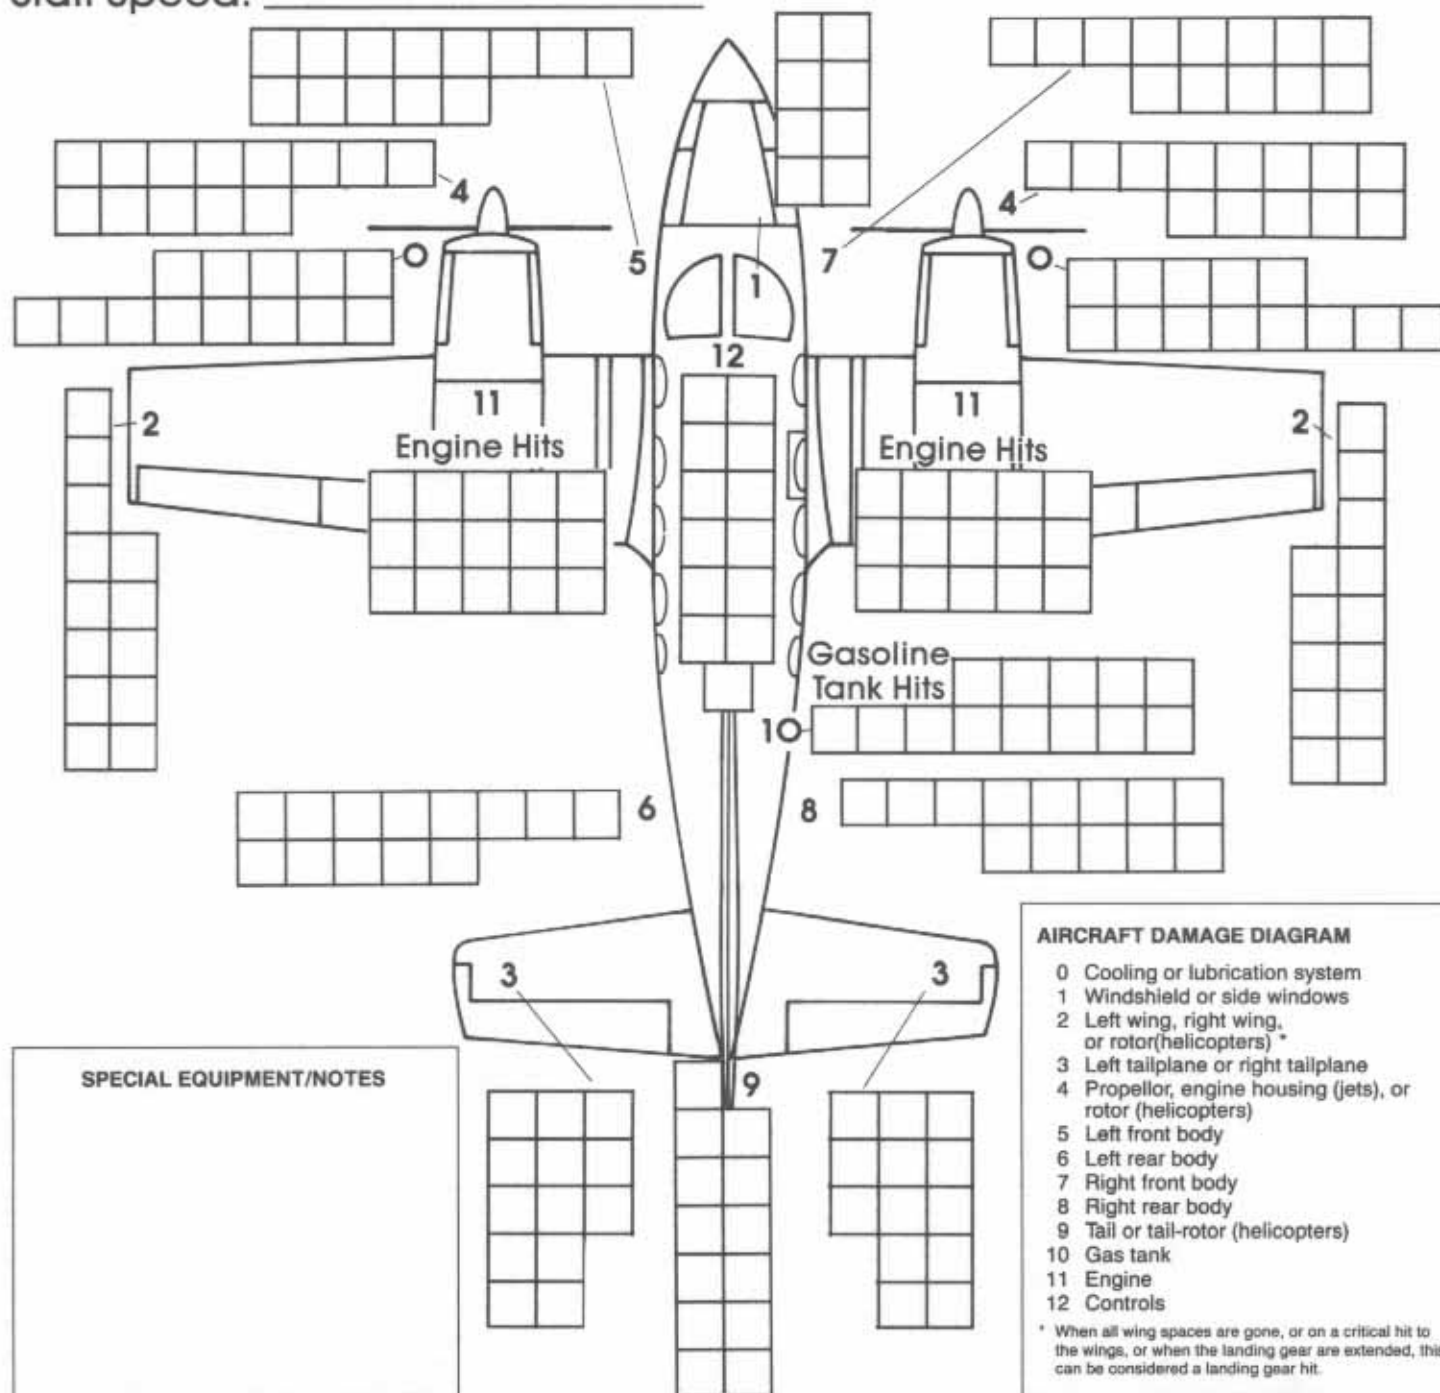 stall speed:
5
7
4
4
O
O
1
12
2
11
Engine Hits
11
Engine Hits
2
Gasoline
Tank Hits
10
6
8
3
3
9
SPECIAL EQUIPMENT/NOTES
AIRCRAFT DAMAGE DIAGRAM
0 Cooling or lubrication system
1 Windshield or side windows
2 Left wing, right wing,
or rotor(helicopters) *
3 Left tailplane or right tailplane
4 Propellor, engine housing (jets), or
rotor (helicopters)
5 Left front body
6 Left rear body
7 Right front body
8 Right rear body
9 Tail or tail-rotor (helicopters)
10 Gas tank
11 Engine
12 Controls
* When all wing spaces are gone, or on a critical hit to
the wings, or when the landing gear are extended, this
can be considered a landing gear hit.